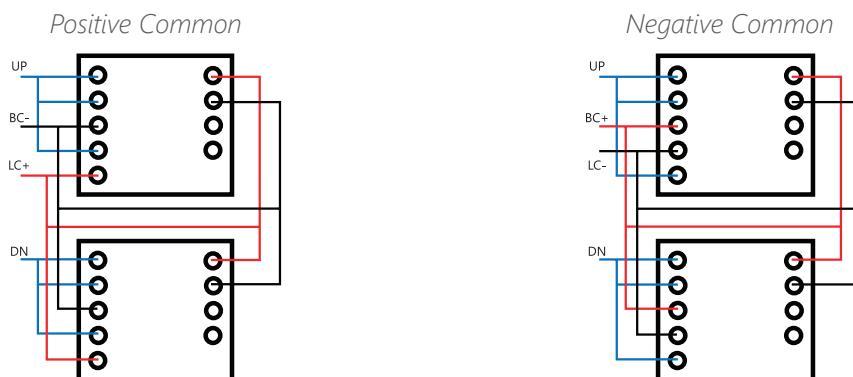 Positive Common
UP
BC-
LC+
DN
Negative Common
UP
BC+
LC-
DN